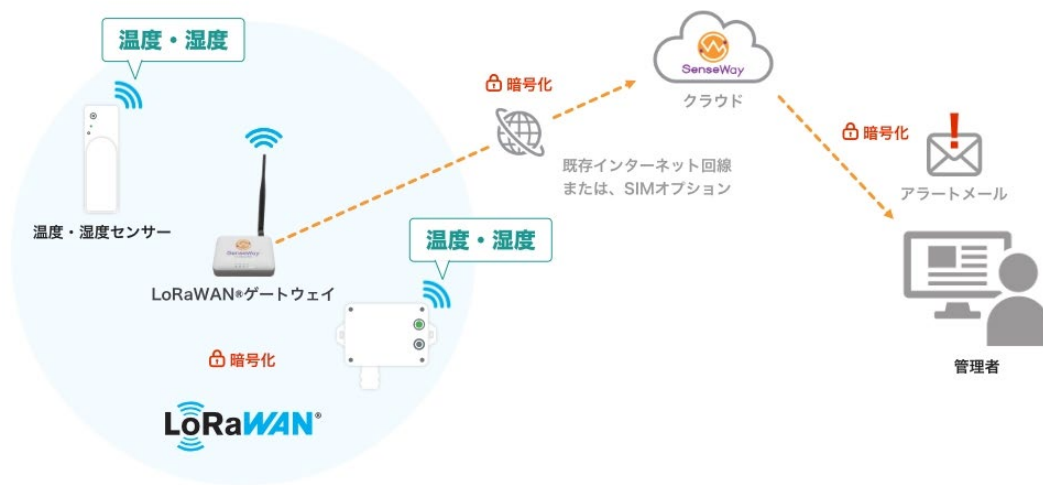 温度・湿度
温度・湿度センサー
SenseWay
LoRaWAN®ゲートウェイ
温度・湿度
暗号化
LoRaWAN®
暗号化
既存インターネット回線
または、SIMオプション
SenseWay
クラウド
暗号化
アラートメール
管理者